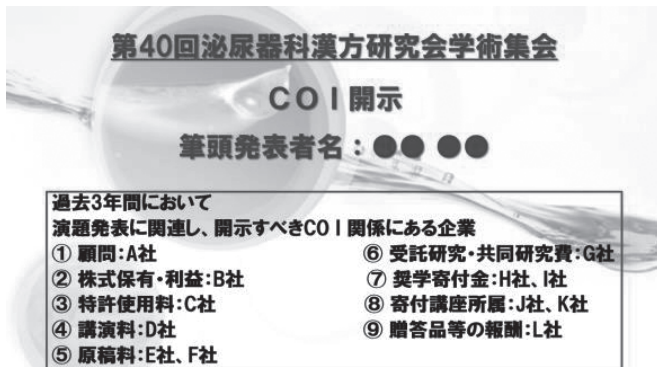 第40回泌尿器科漢方研究会学術集会
ＣＯＩ開示
筆頭発表者名：●● ●●
過去3年間において
演題発表に関連し、開示すべきCOI関係にある企業
① 顧問:A社
② 株式保有・利益:B社
③ 特許使用料:C社
④ 講演料:D社
⑤ 原稿料:E社、F社
⑥ 受託研究・共同研究費:G社
⑦ 奨学寄付金:H社、I社
⑧ 寄付講座所属:J社、K社
⑨ 贈答品等の報酬:L社